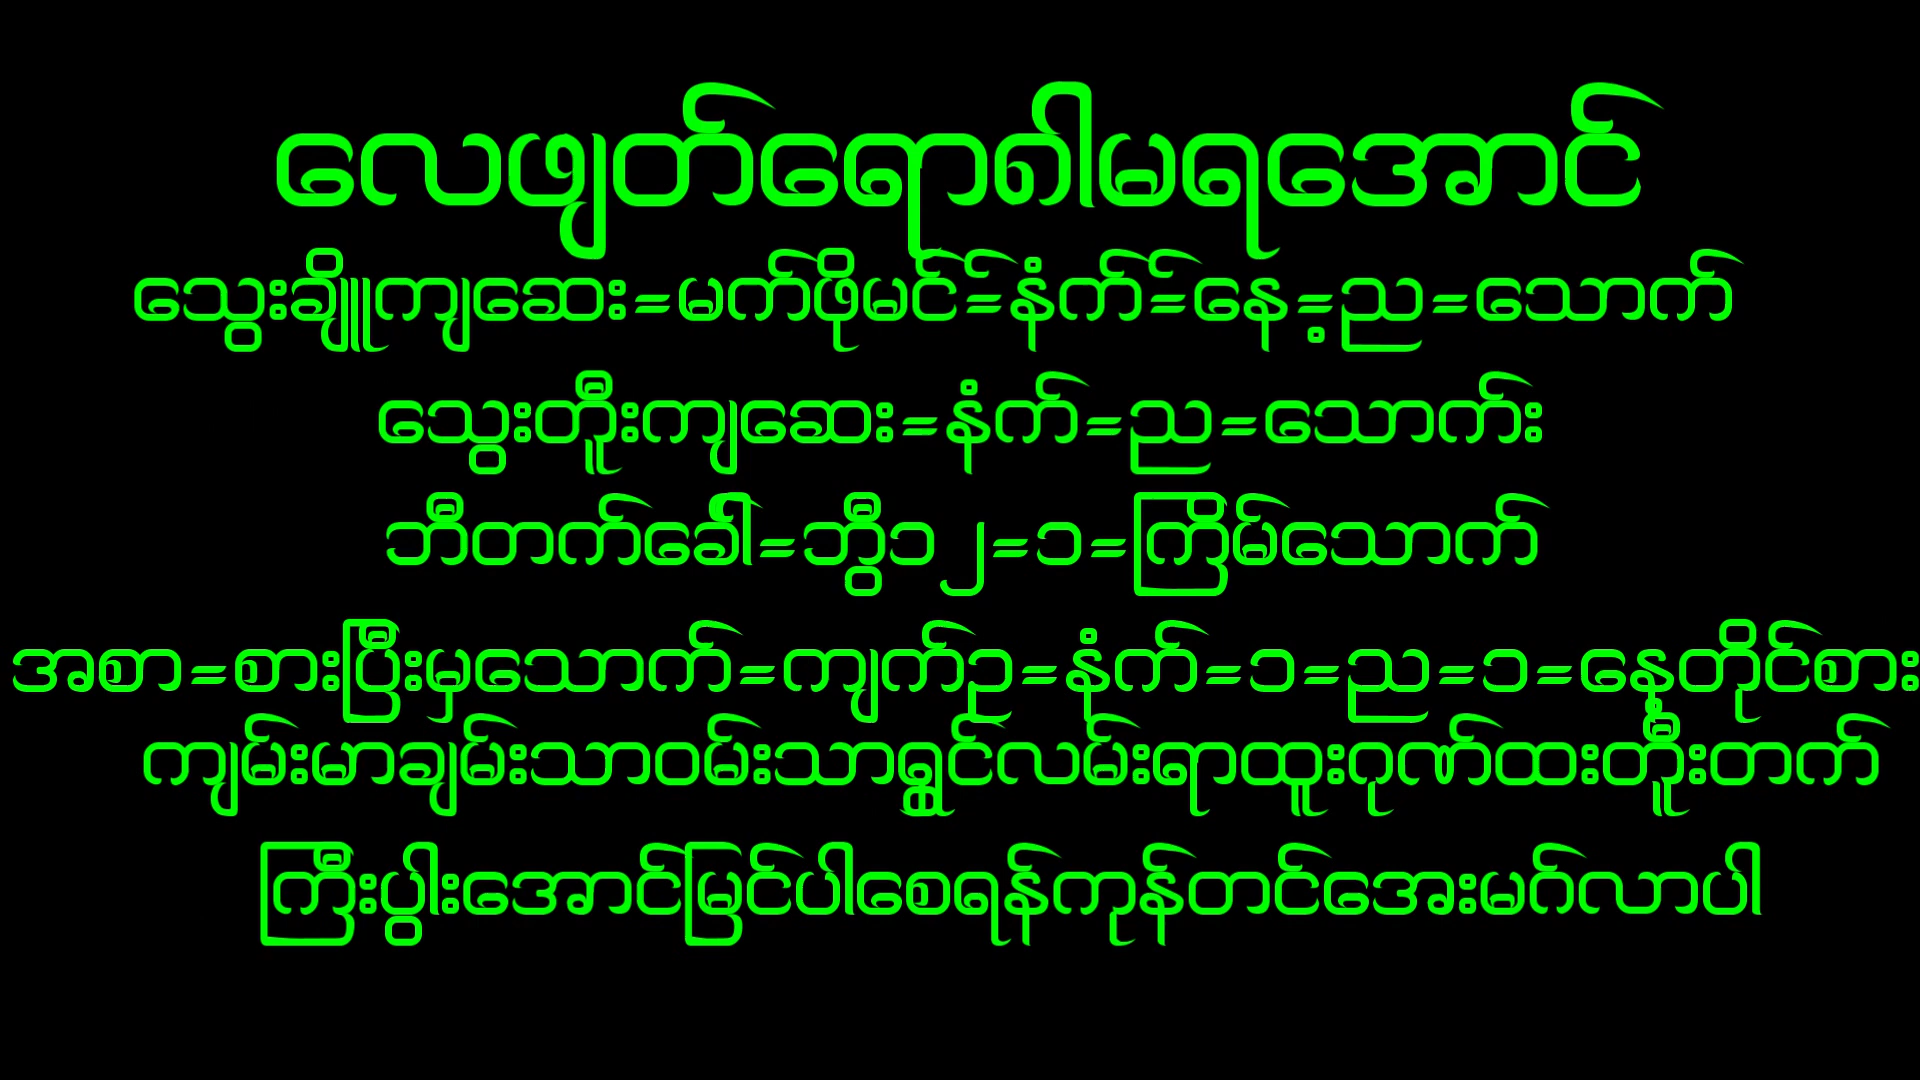 လေဖျတ်ရောဂါမရအောင်
သွေးချိူကျဆေး=မက်ဖိုမင်=်နံက်=်နေ=့ည=သောက်
သွေးတိူးကျဆေး=နံက်=ည=သောက်း
ဘီတက်ခေါ်=ဘွီ၁၂=၁=ကြိမ်သောက်
အစာ=စားပြီးမှသောက်=ကျက်ဥ=နံက်=၁=ည=၁=နေ့တိုင်စား
ကျမ်းမာချမ်းသာဝမ်းသာရွှင်လမ်းရာထူးဂုဏ်ထးတီူးတက်
ကြီးပွါးအောင်မြင်ပါစေရန်ကုန်တင်အေးမဂ်လာပါ